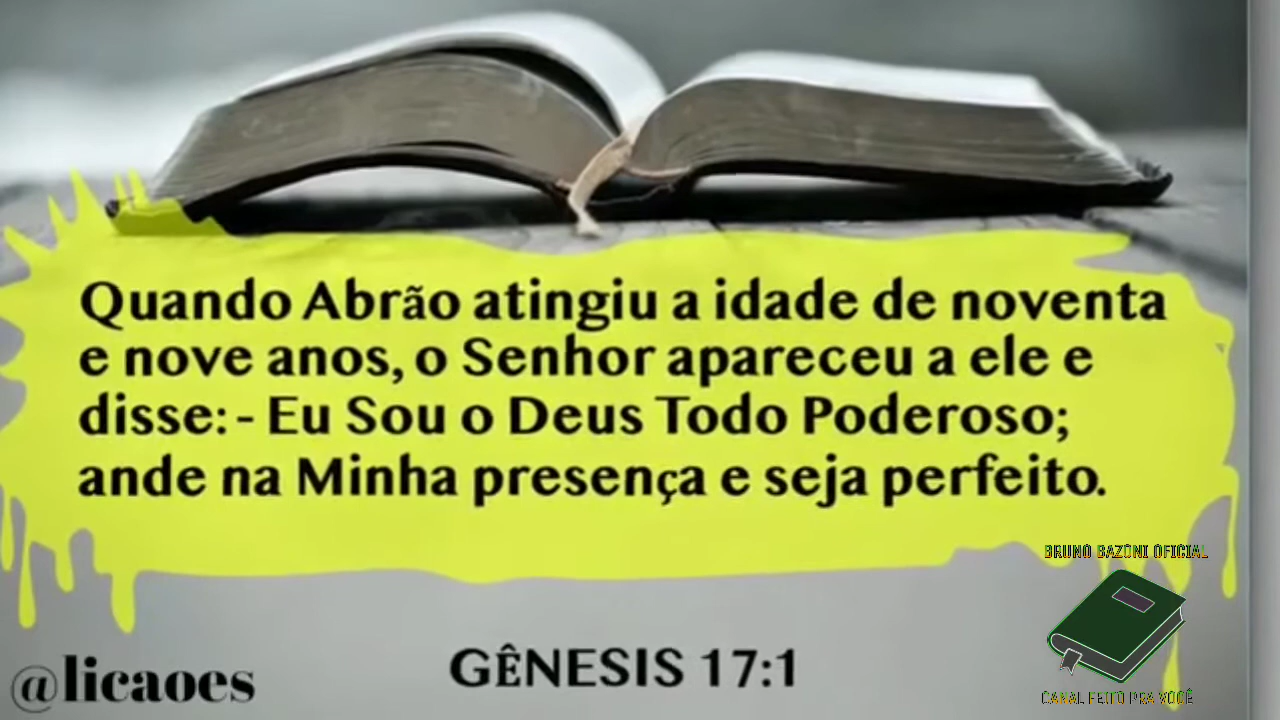 Quando Abrão atingiu a idade de noventa
e nove anos, o Senhor apareceu a ele e
disse: - Eu Sou o Deus Todo Poderoso;
ande na Minha presença e seja perfeito.
BRUNO BAZONI OFICIAL
@licaoes
GÊNESIS 17:1
CANAL FEITO PRA VOCÊ